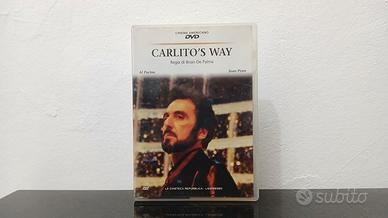 CINEMA AMERICANO
DVD
CARLITO'S WAY
Regia di Brian De Palma
Al Pacino Sean Penn
LA CINETECA REPUBBLICA - L'ESPRESSO
subito